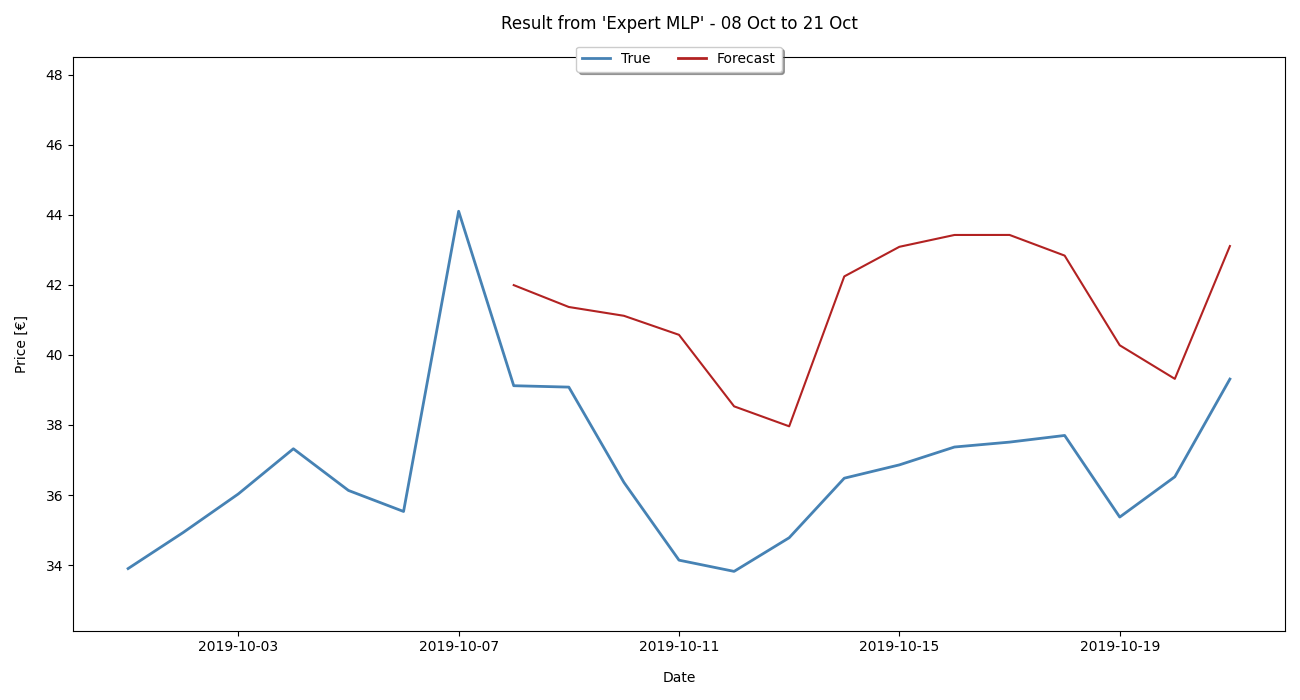 Result from 'Expert MLP' - 08 Oct to 21 Oct
True Forecast
48
46
44
42
40
38
36
34
Price [€]
2019-10-03 2019-10-07 2019-10-11 2019-10-15 2019-10-19
Date